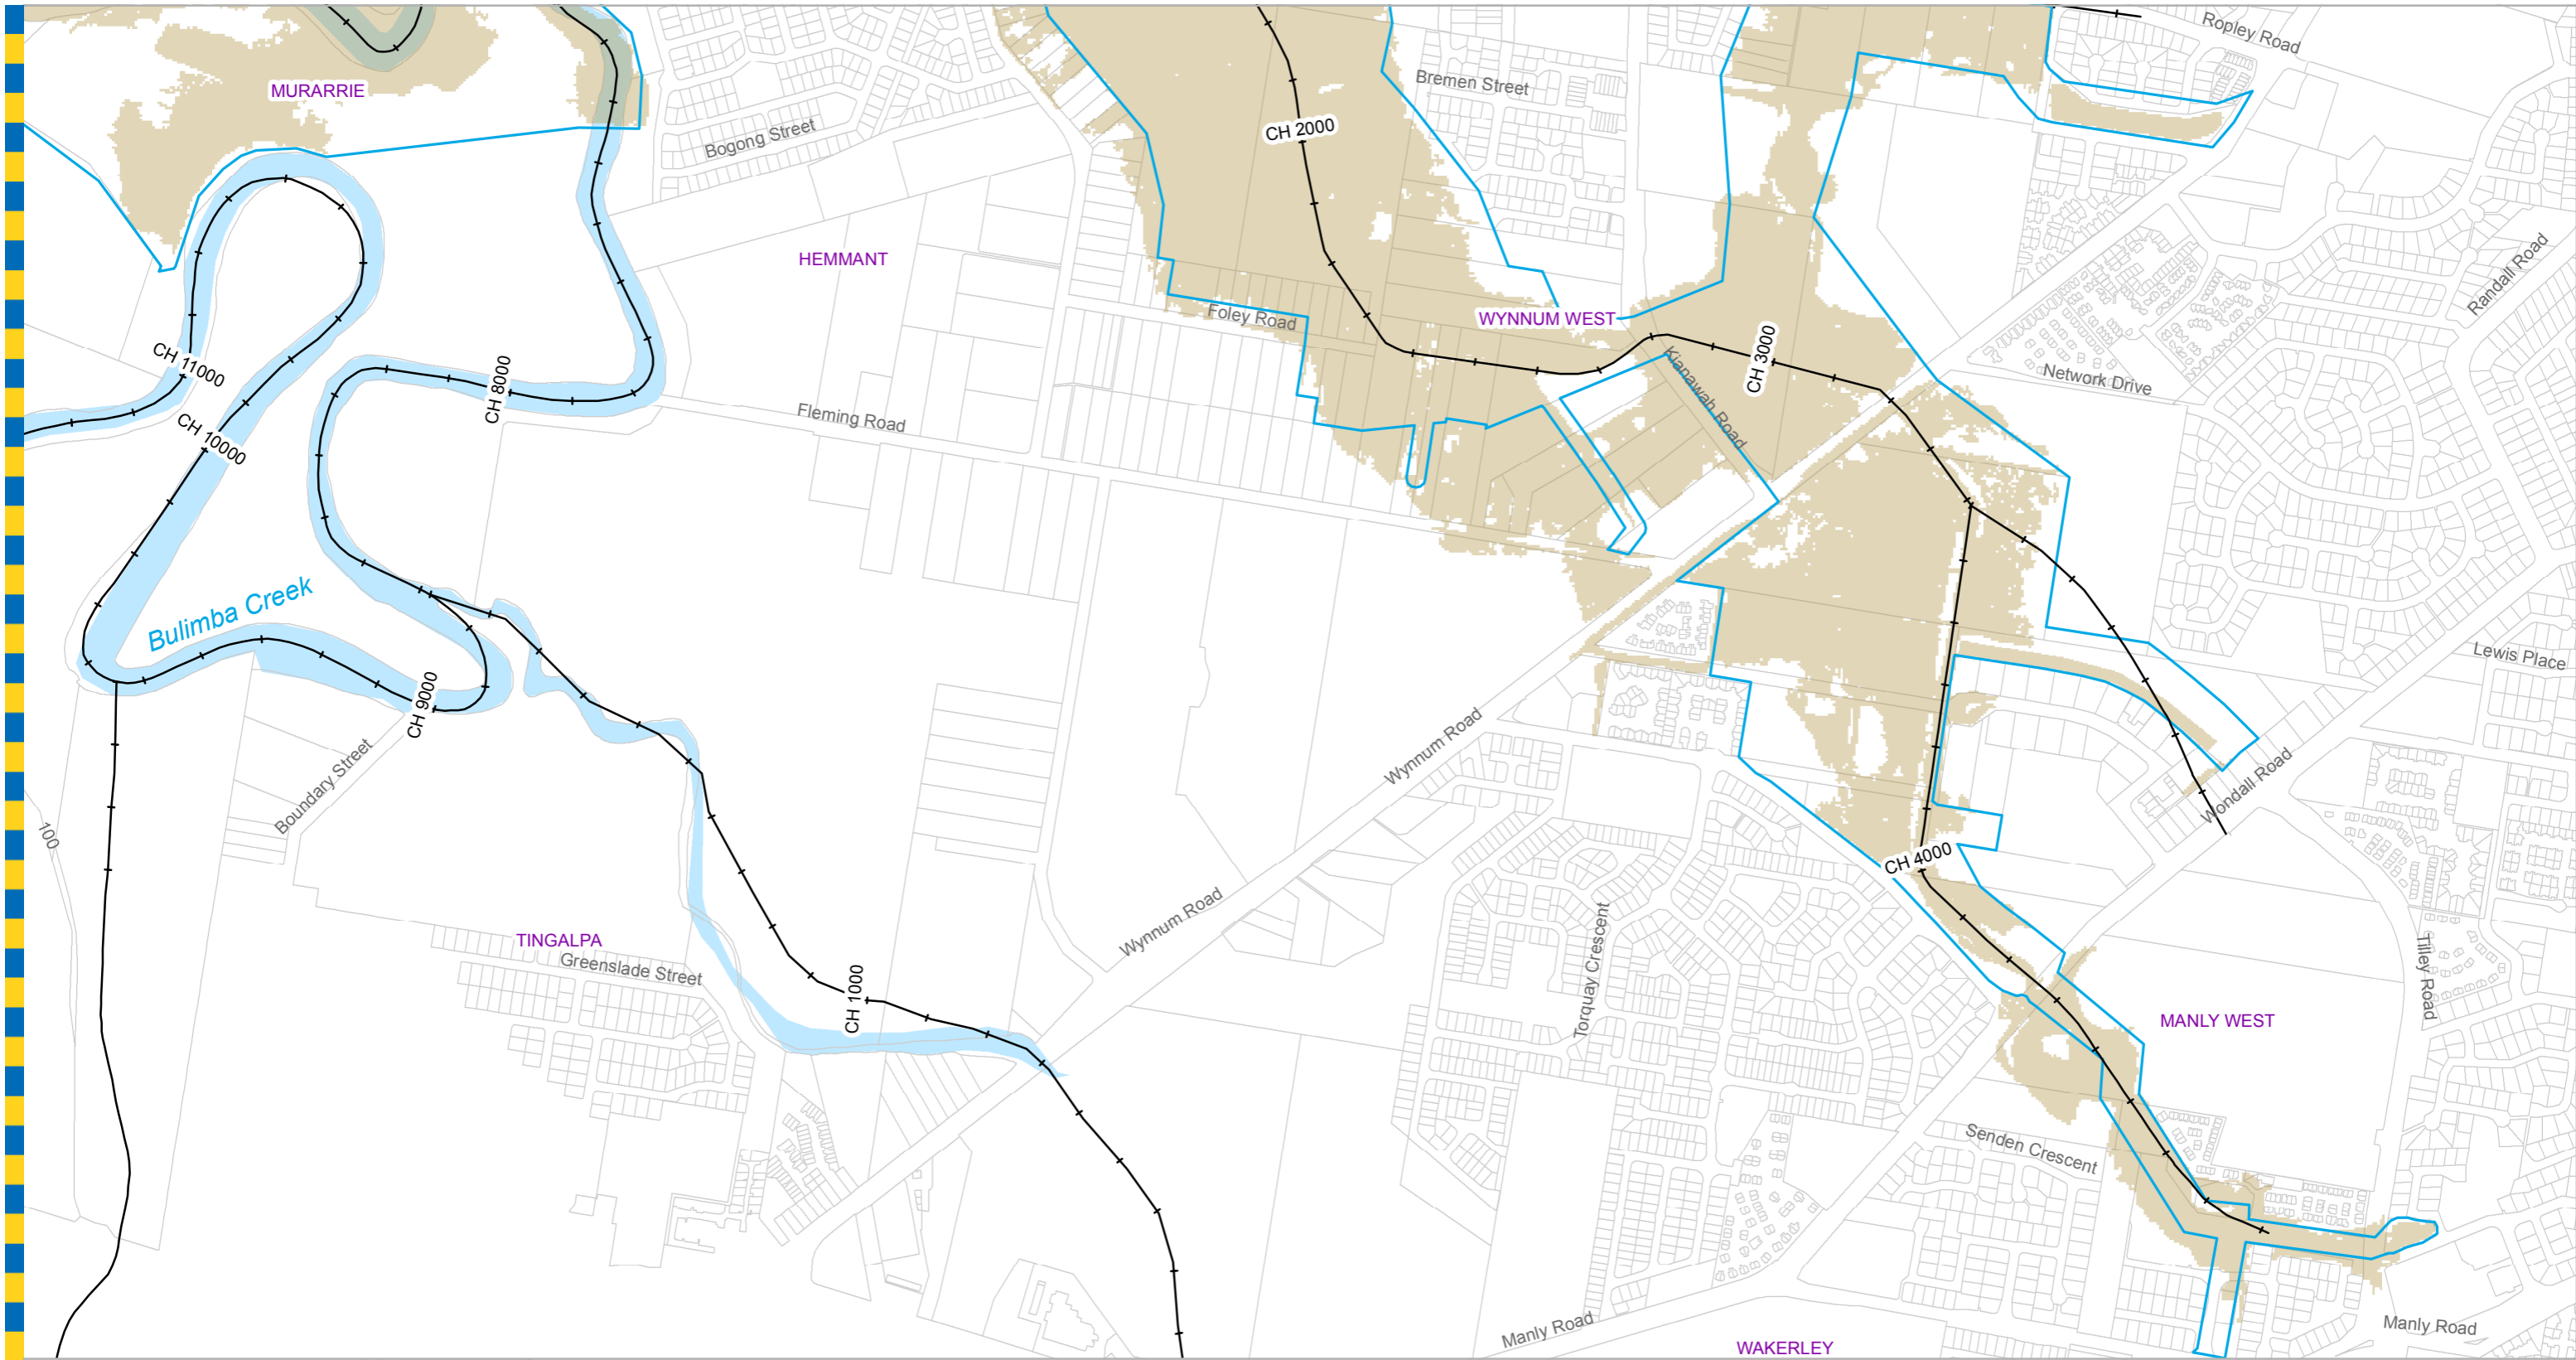 Ropley Road
MURARRIE
Bremen Street
CH 2000
Bogong Street
HEMMANT
Randall Road
Foley Road
WYNNUM WEST
CH 3000
Kianawah Road
CH 11000
CH 8000
Network Drive
Fleming Road
CH 10000
Bulimba Creek
Lewis Place
CH 9000
Wynnum Road
Boundary Street
Wondall Road
100
CH 4000
Wynnum Road
TINGALPA
Greenslade Street
Torquay Crescent
Tilley Road
CH 1000
MANLY WEST
Senden Crescent
Manly Road
Manly Road
WAKERLEY